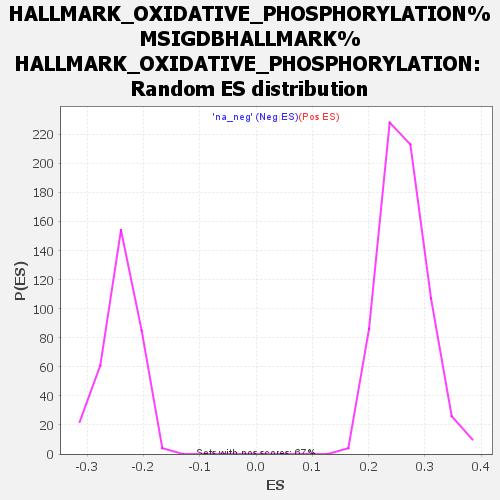 HALLMARK_OXIDATIVE_PHOSPHORYLATION%
MSIGDBHALLMARK%
HALLMARK_OXIDATIVE_PHOSPHORYLATION:
Random ES distribution
'na_neg' (Neg ES)(Pos ES)
220
200
180
160
140
120
100
80
60
40
20
0
P(ES)
Sets with pos scores: 67%
-0.3 -0.2 -0.1 0.0 0.1 0.2 0.3 0.4
ES